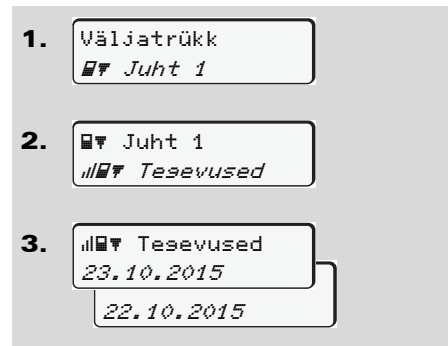 1. Väljatrükk
Juht 1
2. Juht 1
Tegevused
3. Tegevused
23.10.2015
22.10.2015